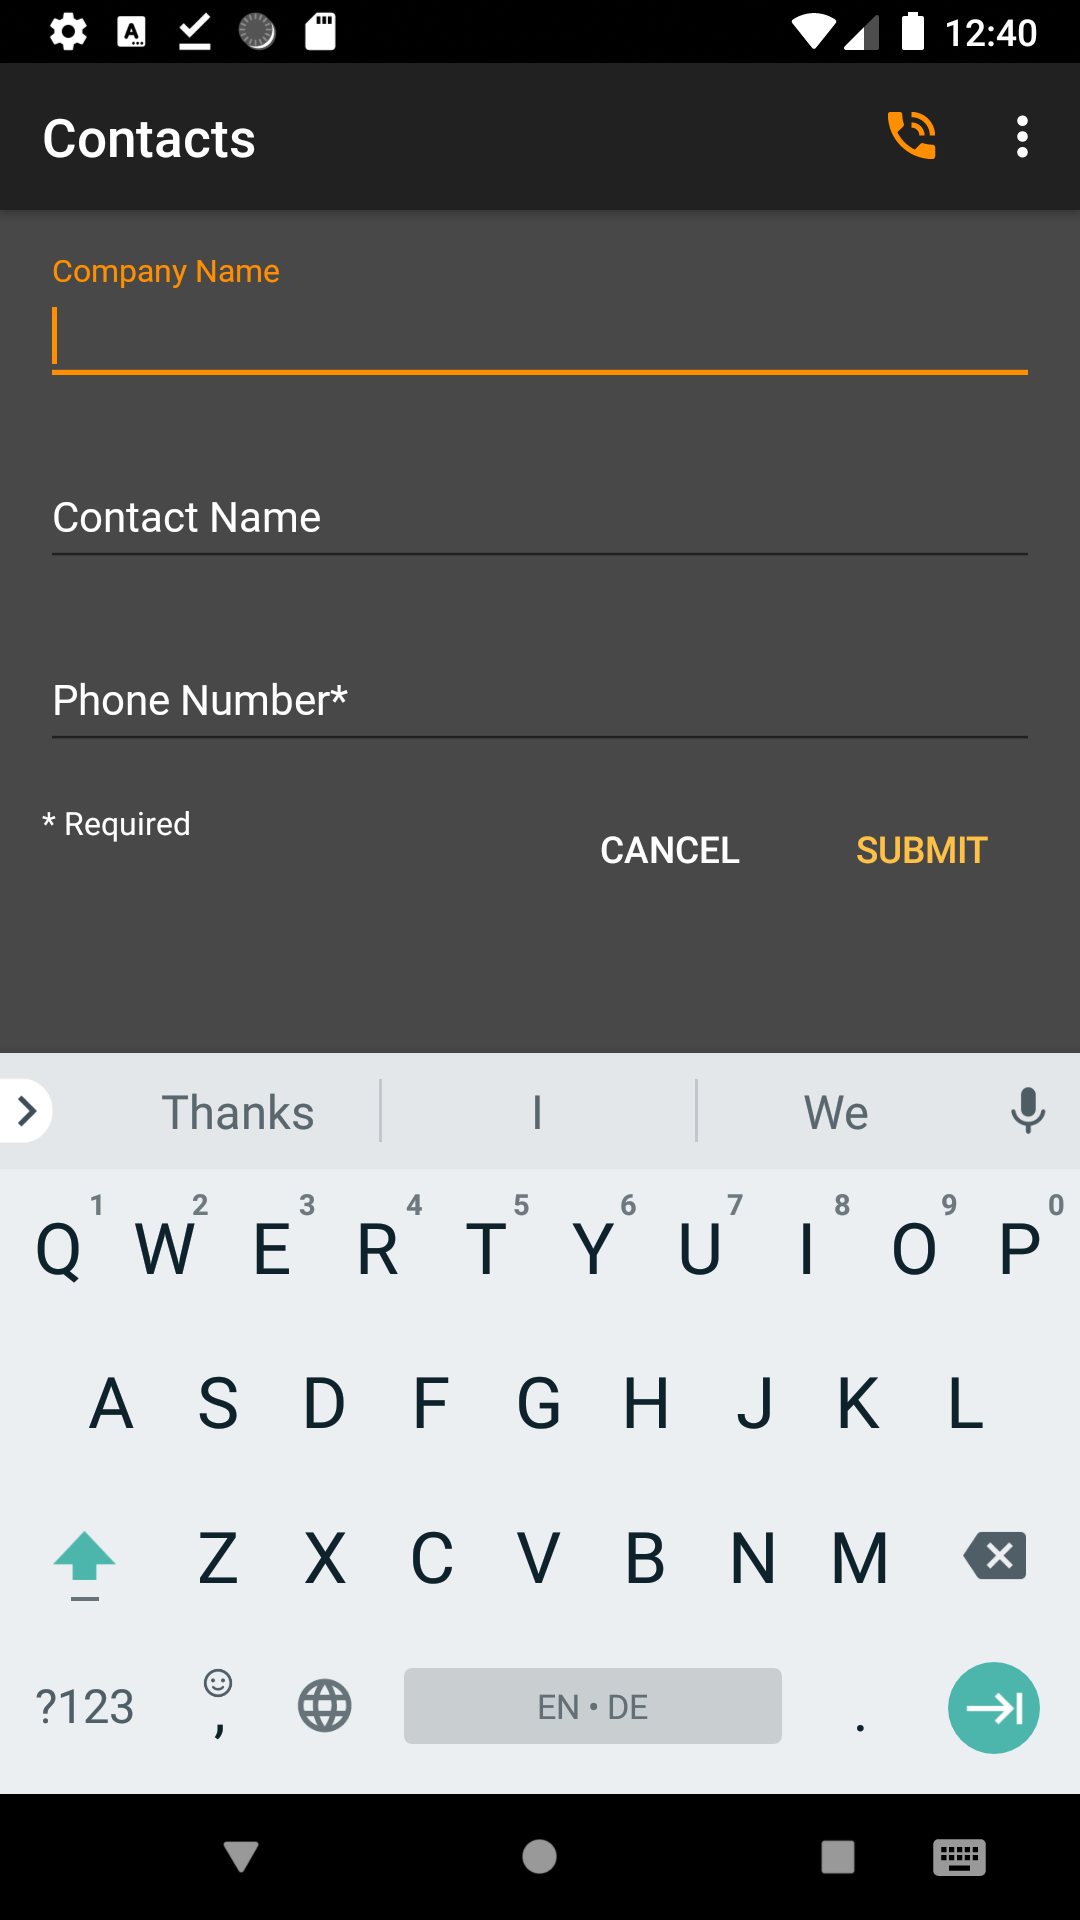 12:40
Contacts
Company Name
Contact Name
Phone Number*
* Required
CANCEL SUBMIT
Thanks I We
1 2 3 4 5 6 7 8 9 0
Q W E R T Y U I O P
A S D F G H J K L
Z X C V B N M
?123 , EN • DE .